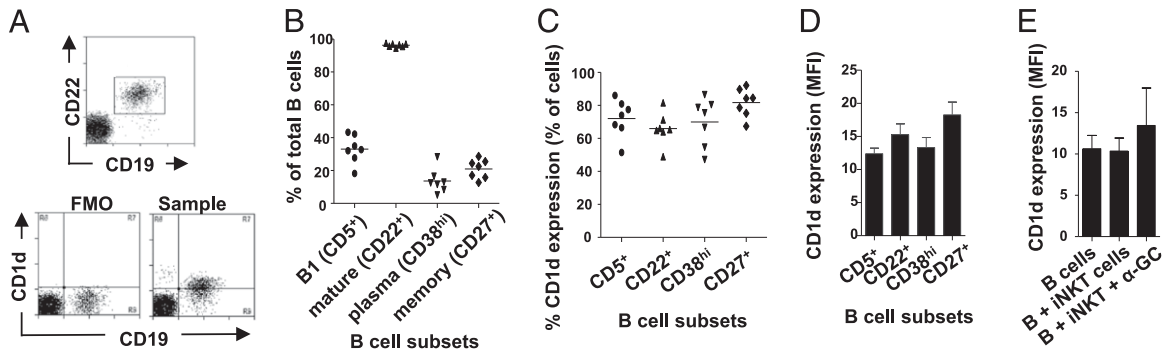 A
CD22
CD19
FMO
Sample
R6
R7
R9
CD1d
CD19
B
% of total B cells
100
80
60
40
20
0
B1 (CD5+)
mature (CD22+)
plasma (CD38hi)
memory (CD27+)
B cell subsets
C
% CD1d expression (% of cells)
100
80
60
40
20
0
CD5+
CD22+
CD38hi
CD27+
B cell subsets
D
CD1d expression (MFI)
25
20
15
10
5
0
CD5+
CD22+
CD38hi
CD27+
B cell subsets
E
CD1d expression (MFI)
20
15
10
5
0
B cells
B + iNKT cells
B + iNKT + α-GC